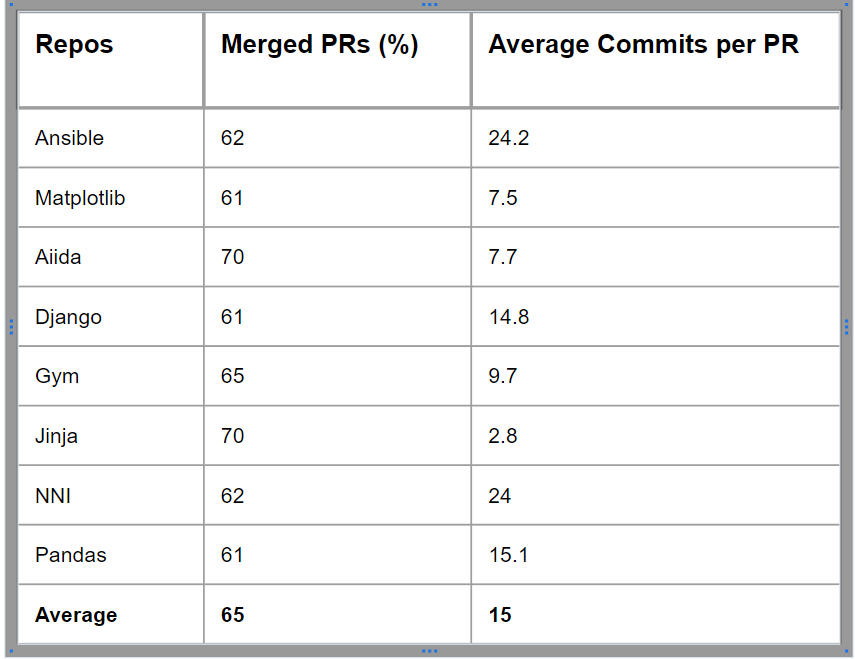 Repos Merged PRs (%) Average Commits per PR
Ansible 62 24.2
Matplotlib 61 7.5
Aiida 70 7.7
Django 61 14.8
Gym 65 9.7
Jinja 70 2.8
NNI 62 24
Pandas 61 15.1
Average 65 15